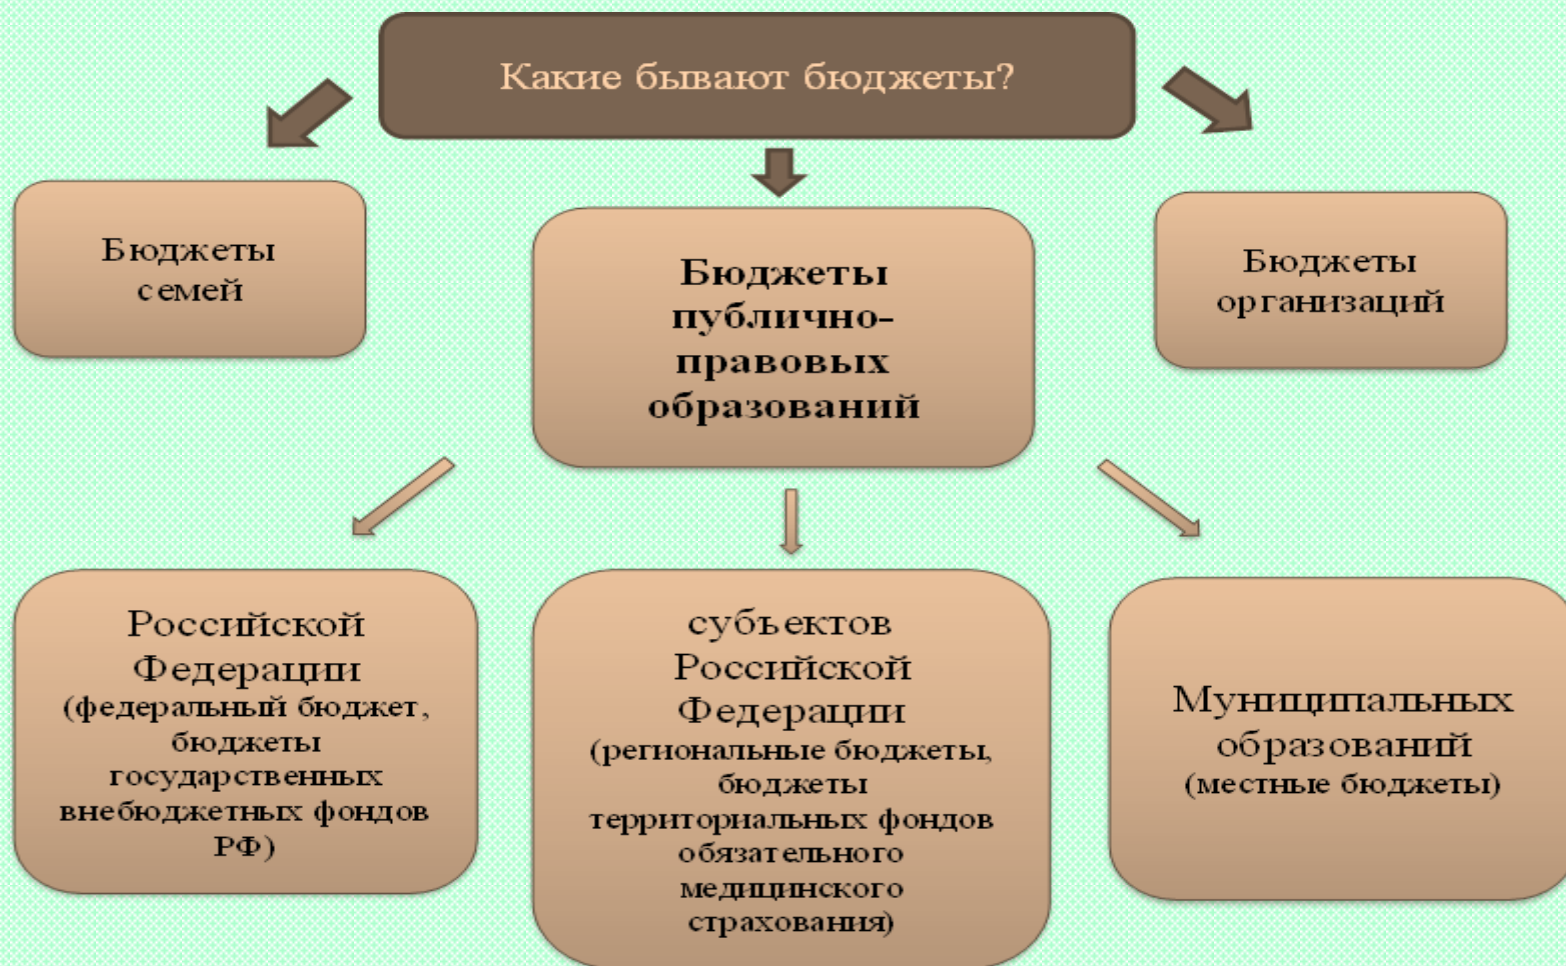 Какие бывают бюджеты?
Бюджеты
семей
Бюджеты
публично-
правовых
образований
Бюджеты
организаций
Российской
Федерации
(федеральный бюджет,
бюджеты
государственных
внебюджетных фондов
РФ)
субъектов
Российской
Федерации
(региональные бюджеты,
бюджеты
территориальных фондов
обязательного
медицинского
страхования)
Муниципальных
образований
(местные бюджеты)